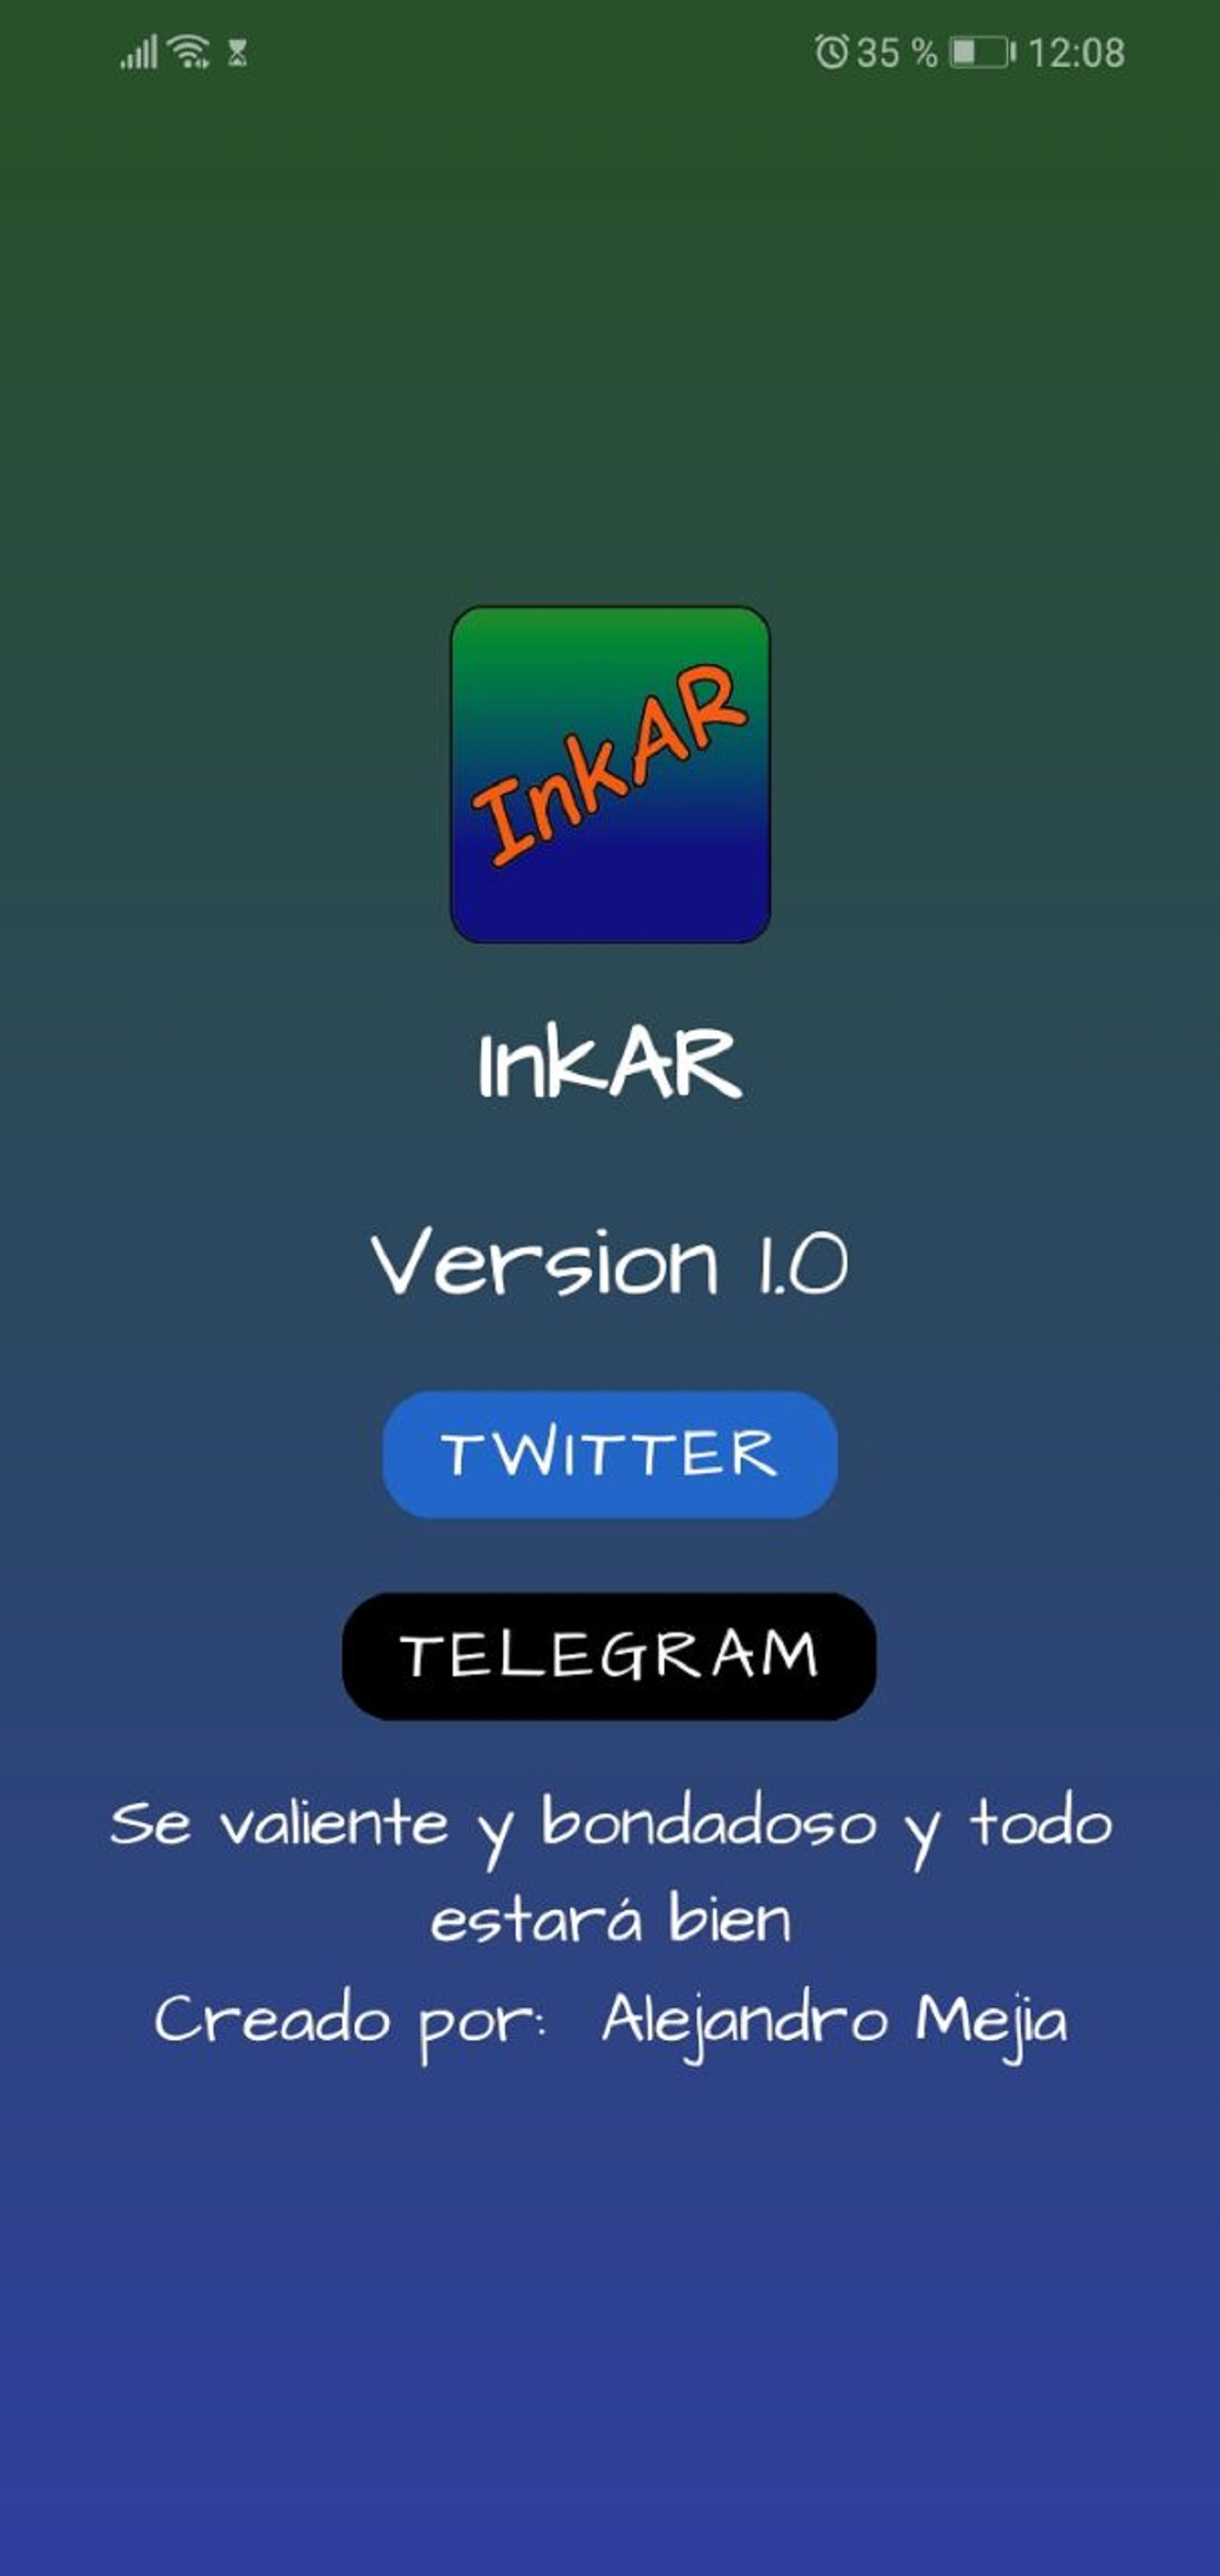 35 % 12:08
InkAR
InkAR
Version 1.0
TWITTER
TELEGRAM
Se valiente y bondadoso y todo
estará bien
Creado por: Alejandro Mejia